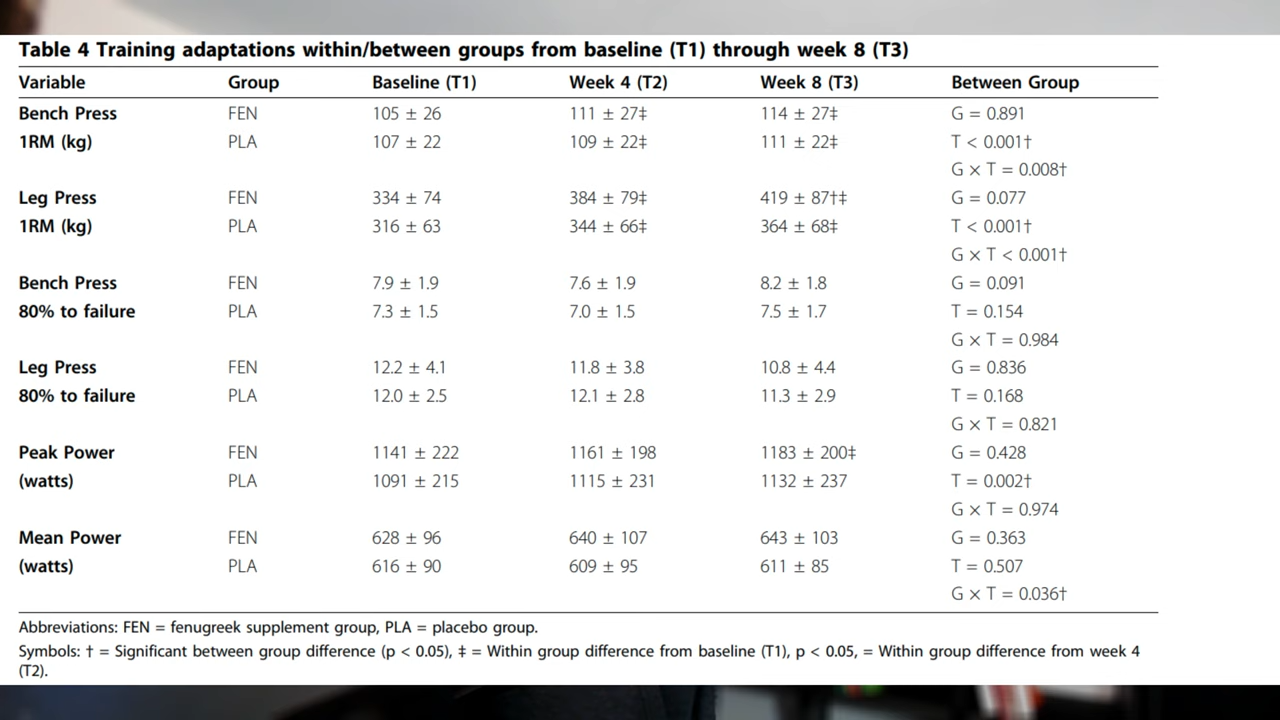 Table 4 Training adaptations within/between groups from baseline (T1) through week 8 (T3)
Variable Group Baseline (T1) Week 4 (T2) Week 8 (T3) Between Group
Bench Press FEN 105 ± 26 111 ± 27‡ 114 ± 27‡ G = 0.891
1RM (kg) PLA 107 ± 22 109 ± 22‡ 111 ± 22‡ T < 0.001†
G × T = 0.008†
Leg Press FEN 334 ± 74 384 ± 79‡ 419 ± 87†‡ G = 0.077
1RM (kg) PLA 316 ± 63 344 ± 66‡ 364 ± 68‡ T < 0.001†
G × T < 0.001†
Bench Press FEN 7.9 ± 1.9 7.6 ± 1.9 8.2 ± 1.8 G = 0.091
80% to failure PLA 7.3 ± 1.5 7.0 ± 1.5 7.5 ± 1.7 T = 0.154
G × T = 0.984
Leg Press FEN 12.2 ± 4.1 11.8 ± 3.8 10.8 ± 4.4 G = 0.836
80% to failure PLA 12.0 ± 2.5 12.1 ± 2.8 11.3 ± 2.9 T = 0.168
G × T = 0.821
Peak Power FEN 1141 ± 222 1161 ± 198 1183 ± 200‡ G = 0.428
(watts) PLA 1091 ± 215 1115 ± 231 1132 ± 237 T = 0.002†
G × T = 0.974
Mean Power FEN 628 ± 96 640 ± 107 643 ± 103 G = 0.363
(watts) PLA 616 ± 90 609 ± 95 611 ± 85 T = 0.507
G × T = 0.036†
Abbreviations: FEN = fenugreek supplement group, PLA = placebo group.
Symbols: † = Significant between group difference (p < 0.05), ‡ = Within group difference from baseline (T1), p < 0.05, = Within group difference from week 4
(T2).